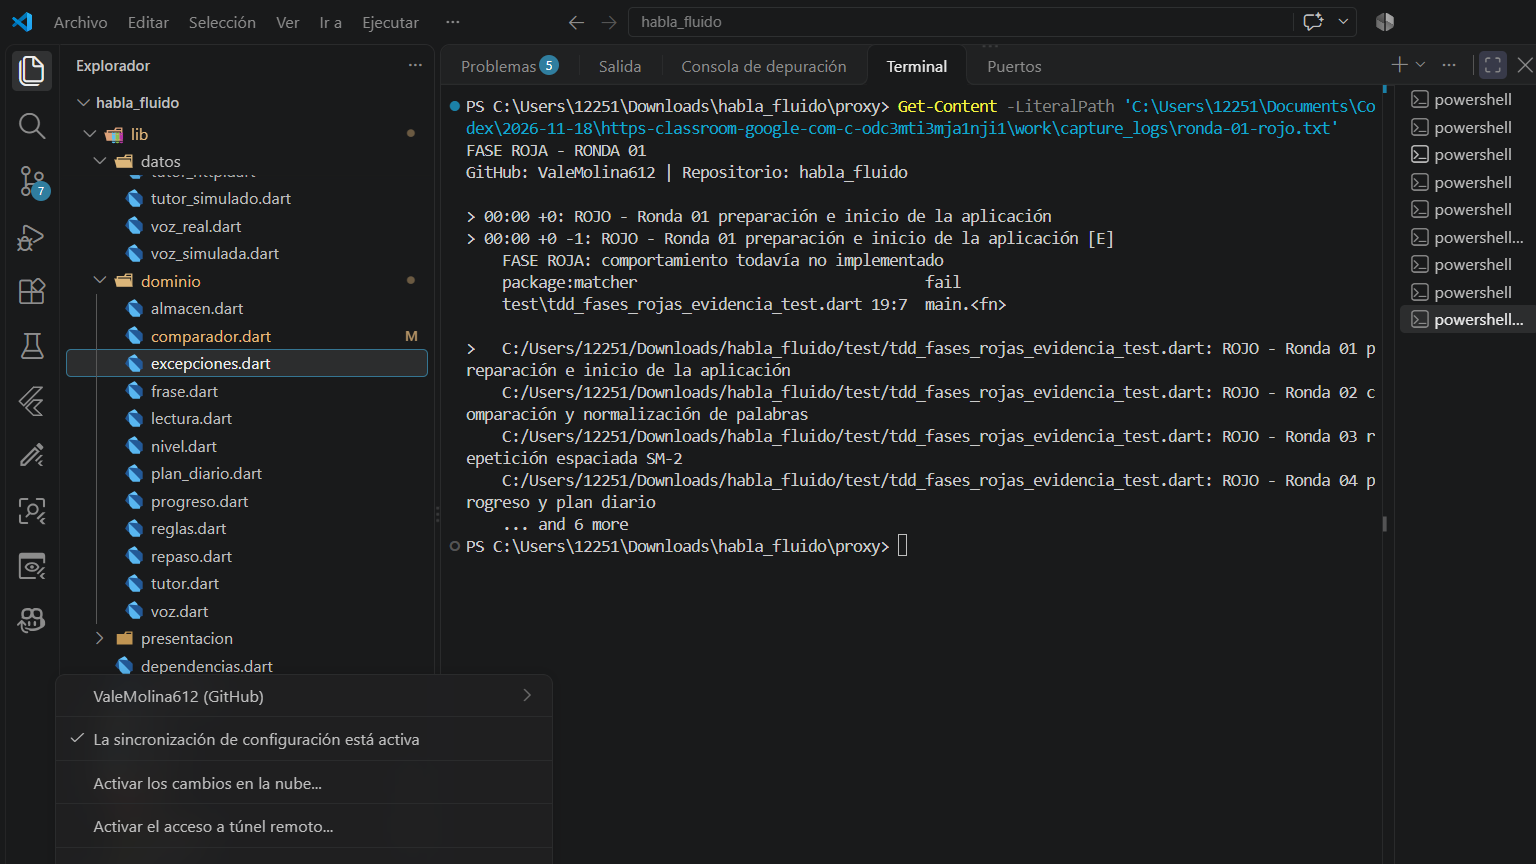 Archivo Editar Selección Ver Ir a Ejecutar ··· habla_fluido
Explorador ···
habla_fluido
lib
datos
tutor_http.dart
tutor_simulado.dart
voz_real.dart
voz_simulada.dart
dominio
almacen.dart
comparador.dart M
excepciones.dart
frase.dart
lectura.dart
nivel.dart
plan_diario.dart
progreso.dart
reglas.dart
repaso.dart
tutor.dart
voz.dart
presentacion
dependencias.dart
7
ValeMolina612 (GitHub)
La sincronización de configuración está activa
Activar los cambios en la nube...
Activar el acceso a túnel remoto...
Problemas 5 Salida Consola de depuración Terminal Puertos
PS C:\Users\12251\Downloads\habla_fluido\proxy> Get-Content -LiteralPath 'C:\Users\12251\Documents\Co
dex\2026-11-18\https-classroom-google-com-c-odc3mti3mja1nji1\work\capture_logs\ronda-01-rojo.txt'
FASE ROJA - RONDA 01
GitHub: ValeMolina612 | Repositorio: habla_fluido
> 00:00 +0: ROJO - Ronda 01 preparación e inicio de la aplicación
> 00:00 +0 -1: ROJO - Ronda 01 preparación e inicio de la aplicación [E]
FASE ROJA: comportamiento todavía no implementado
package:matcher fail
test\tdd_fases_rojas_evidencia_test.dart 19:7 main.<fn>
> C:/Users/12251/Downloads/habla_fluido/test/tdd_fases_rojas_evidencia_test.dart: ROJO - Ronda 01 p
reparación e inicio de la aplicación
C:/Users/12251/Downloads/habla_fluido/test/tdd_fases_rojas_evidencia_test.dart: ROJO - Ronda 02 c
omparación y normalización de palabras
C:/Users/12251/Downloads/habla_fluido/test/tdd_fases_rojas_evidencia_test.dart: ROJO - Ronda 03 r
epetición espaciada SM-2
C:/Users/12251/Downloads/habla_fluido/test/tdd_fases_rojas_evidencia_test.dart: ROJO - Ronda 04 p
rogreso y plan diario
... and 6 more
PS C:\Users\12251\Downloads\habla_fluido\proxy>
powershell
powershell
powershell
powershell
powershell
powershell...
powershell
powershell
powershell...